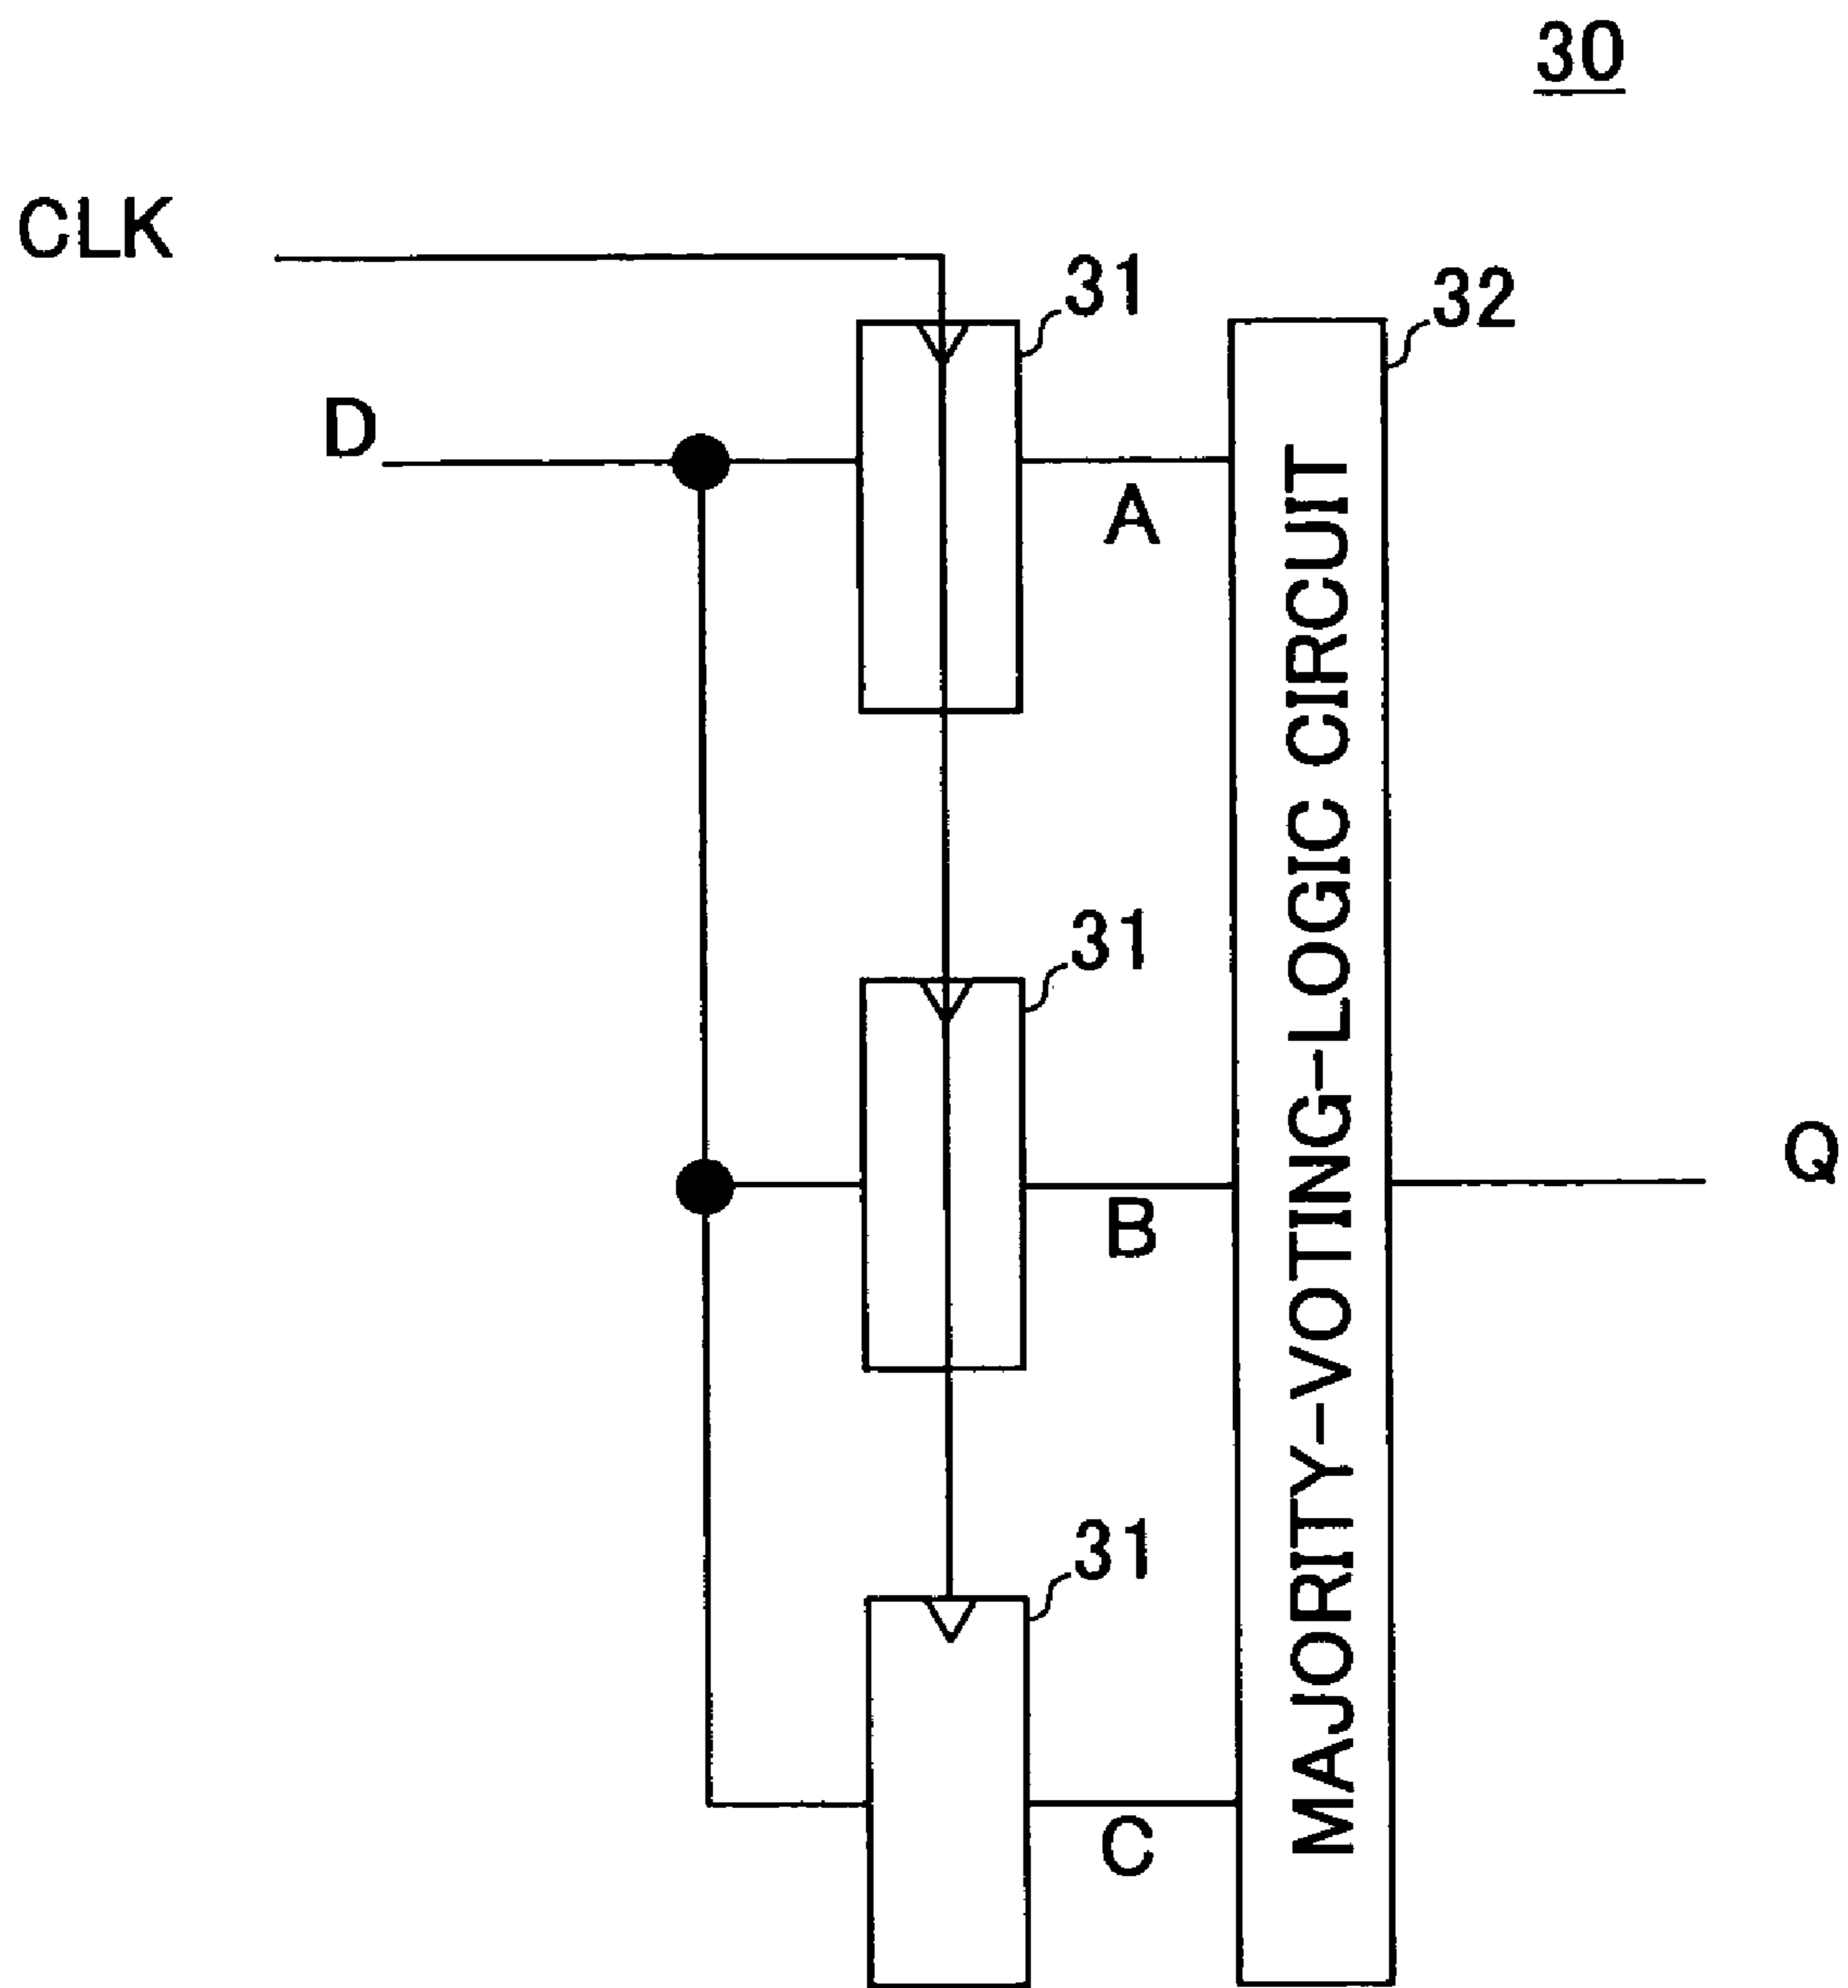 30
CLK
31
32
D
A
MAJORITY-VOTING-LOGIC CIRCUIT
31
B
Q
31
C